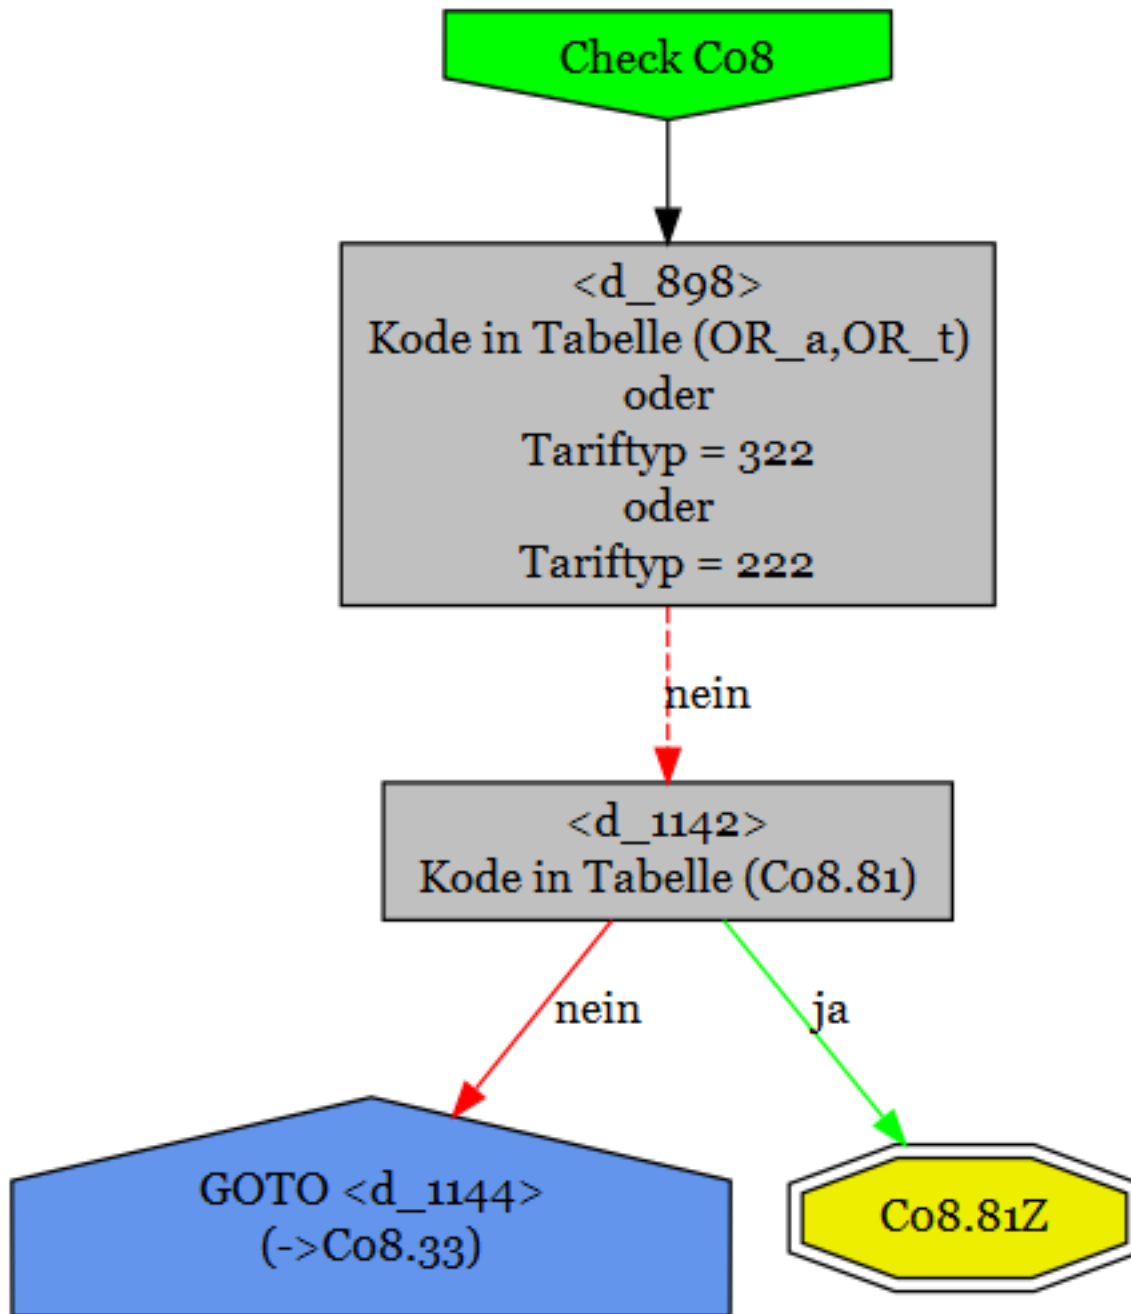 Check C08
<d_898>
Kode in Tabelle (OR_a,OR_t)
oder
Tariftyp = 322
oder
Tariftyp = 222
nein
<d_1142>
Kode in Tabelle (C08.81)
nein
ja
GOTO <d_1144>
(->C08.33)
C08.81Z